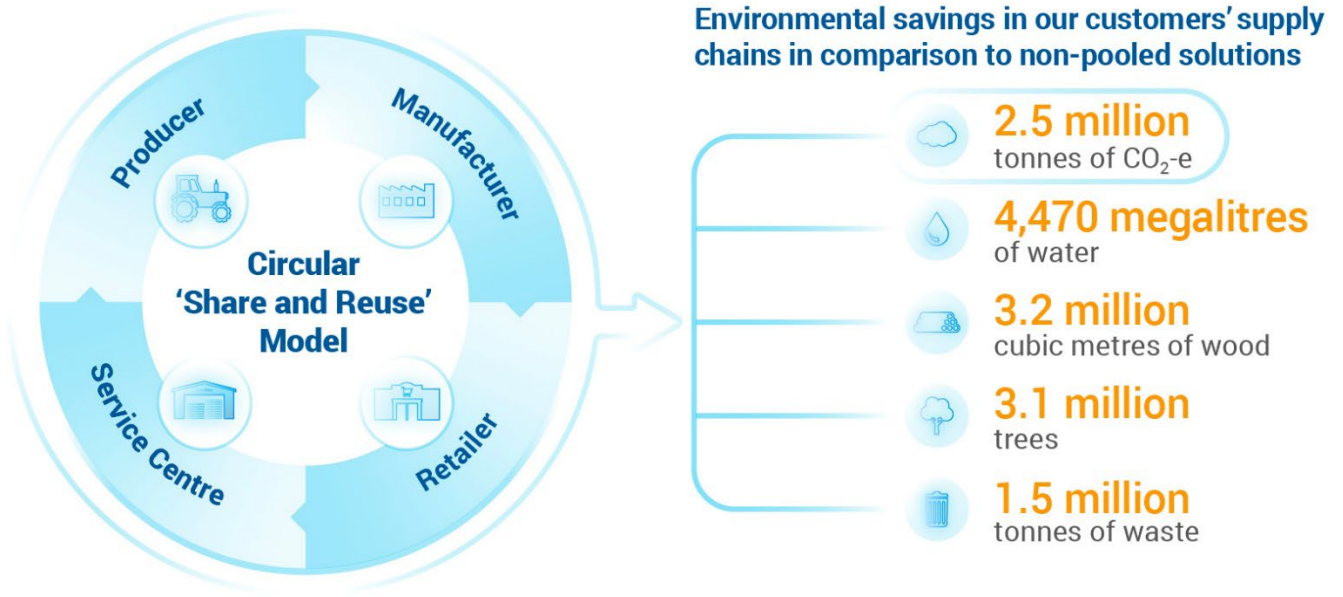 Producer
Manufacturer
Retailer
Service Centre
Circular
‘Share and Reuse’
Model
Environmental savings in our customers’ supply
chains in comparison to non-pooled solutions
2.5 million
tonnes of CO₂-e
4,470 megalitres
of water
3.2 million
cubic metres of wood
3.1 million
trees
1.5 million
tonnes of waste